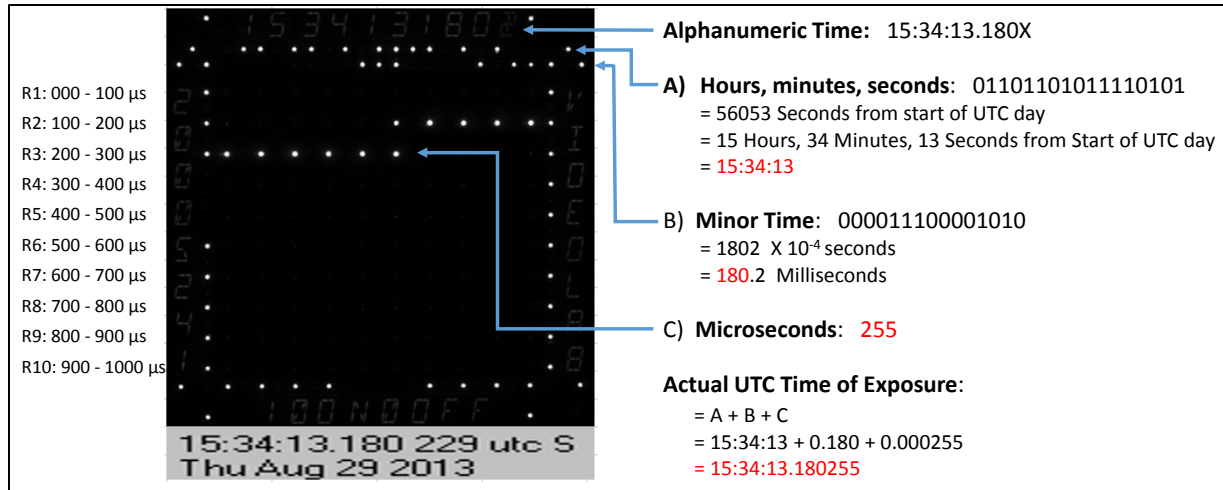 1534131802
Alphanumeric Time: 15:34:13.180X
A) Hours, minutes, seconds: 01101101011110101
= 56053 Seconds from start of UTC day
= 15 Hours, 34 Minutes, 13 Seconds from Start of UTC day
= 15:34:13
B) Minor Time: 000011100001010
= 1802 X 10⁻⁴ seconds
= 180.2 Milliseconds
C) Microseconds: 255
Actual UTC Time of Exposure:
= A + B + C
= 15:34:13 + 0.180 + 0.000255
= 15:34:13.180255
R1: 000 - 100 µs
R2: 100 - 200 µs
R3: 200 - 300 µs
R4: 300 - 400 µs
R5: 400 - 500 µs
R6: 500 - 600 µs
R7: 600 - 700 µs
R8: 700 - 800 µs
R9: 800 - 900 µs
R10: 900 - 1000 µs
2005241
VIOEOL88
100N0OFF
15:34:13.180 229 utc S
Thu Aug 29 2013